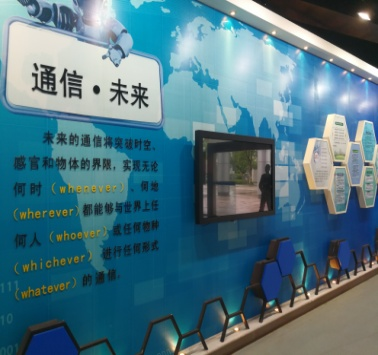 通信·未来
未来的通信将突破时空、
感官和物体的界限，实现无论
何时（whenever）、何地
（wherever）都能够与世界上任
何人（whoever）或任何物种
（whichever）进行任何形式
（whatever）的通信.